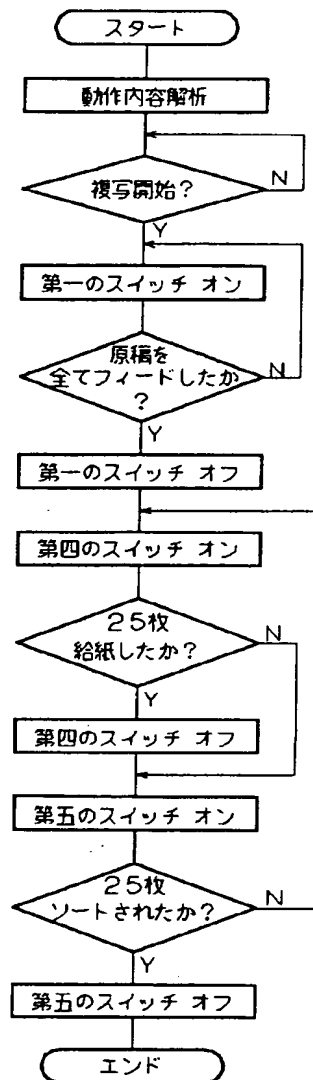 スタート
動作内容解析
複写開始?
N
Y
第一のスイッチ オン
原稿を
全てフィードしたか
?
N
Y
第一のスイッチ オフ
第四のスイッチ オン
25枚
給紙したか?
N
Y
第四のスイッチ オフ
第五のスイッチ オン
25枚
ソートされたか?
N
Y
第五のスイッチ オフ
エンド